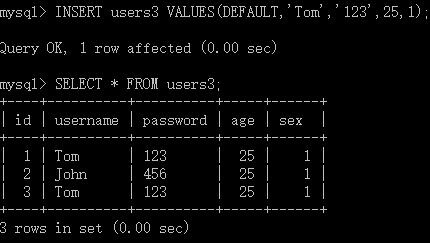 mysql> INSERT users3 VALUES(DEFAULT,'Tom','123',25,1);
Query OK, 1 row affected (0.00 sec)
mysql> SELECT * FROM users3;
+----+----------+----------+-----+------+
| id | username | password | age | sex |
+----+----------+----------+-----+------+
| 1 | Tom | 123 | 25 | 1 |
| 2 | John | 456 | 25 | 1 |
| 3 | Tom | 123 | 25 | 1 |
+----+----------+----------+-----+------+
3 rows in set (0.00 sec)